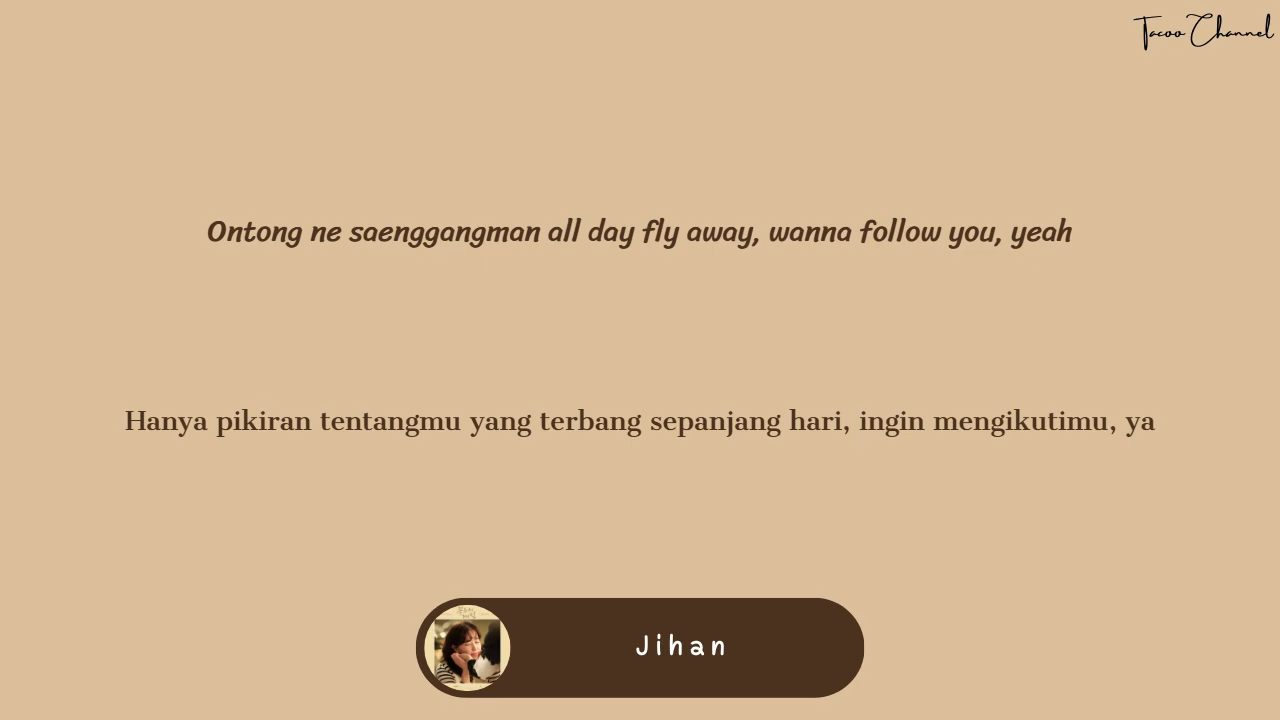 Tacoo Channel
Ontong ne saenggangman all day fly away, wanna follow you, yeah
Hanya pikiran tentangmu yang terbang sepanjang hari, ingin mengikutimu, ya
Jihan